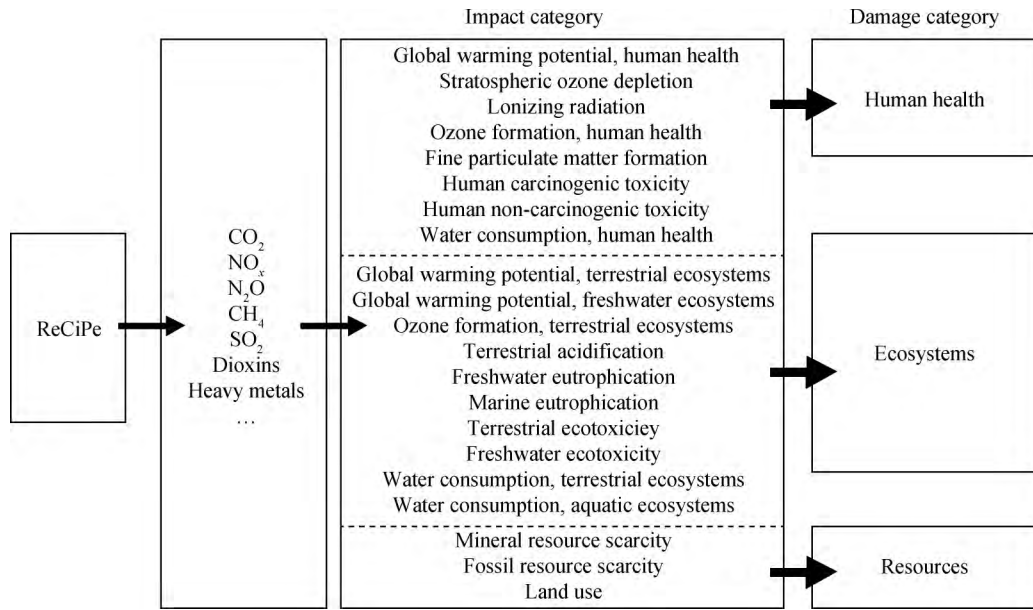 Impact category
Damage category
ReCiPe
CO₂
NOₓ
N₂O
CH₄
SO₂
Dioxins
Heavy metals
…
Global warming potential, human health
Stratospheric ozone depletion
Lonizing radiation
Ozone formation, human health
Fine particulate matter formation
Human carcinogenic toxicity
Human non-carcinogenic toxicity
Water consumption, human health
Global warming potential, terrestrial ecosystems
Global warming potential, freshwater ecosystems
Ozone formation, terrestrial ecosystems
Terrestrial acidification
Freshwater eutrophication
Marine eutrophication
Terrestrial ecotoxiciey
Freshwater ecotoxicity
Water consumption, terrestrial ecosystems
Water consumption, aquatic ecosystems
Mineral resource scarcity
Fossil resource scarcity
Land use
Human health
Ecosystems
Resources